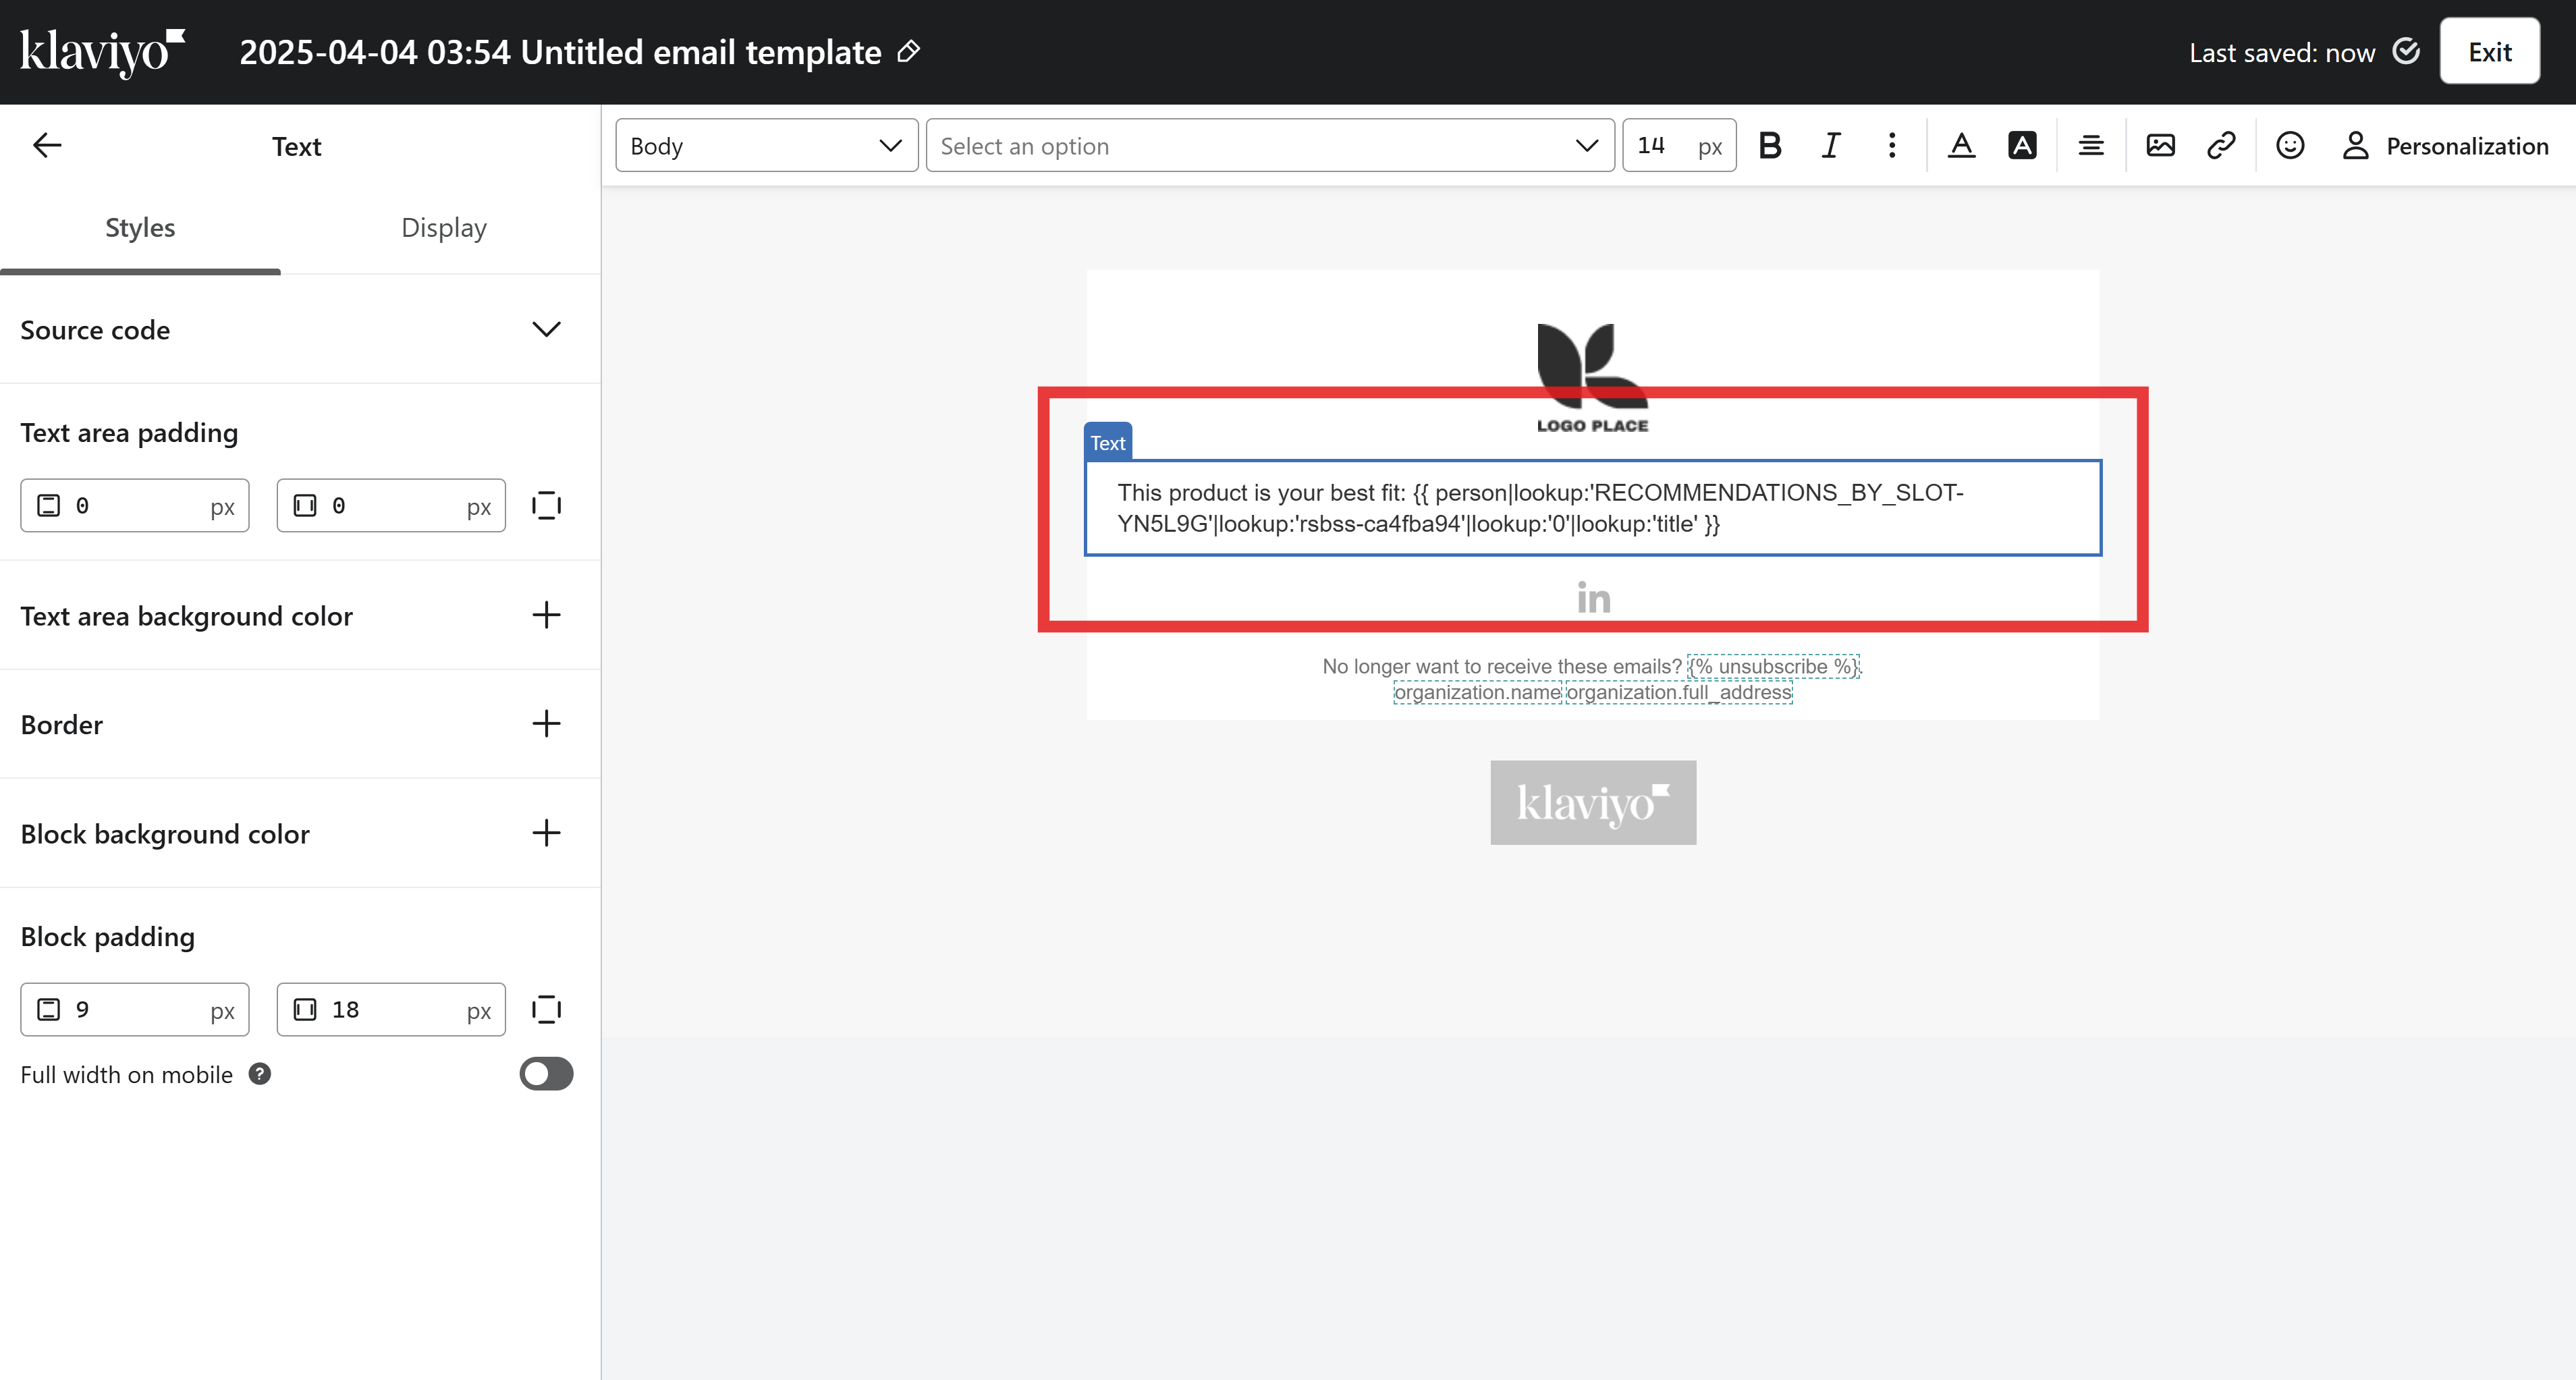 klaviyo
2025-04-04 03:54 Untitled email template
Last saved: now
Exit
Text
Body
Select an option
14 px
B
I
A
A
Personalization
Styles
Display
Source code
Text area padding
0 px
0 px
Text area background color
Border
Block background color
Block padding
9 px
18 px
Full width on mobile ?
LOGO PLACE
Text
This product is your best fit: {{ person|lookup:'RECOMMENDATIONS_BY_SLOT-
YN5L9G'|lookup:'rsbss-ca4fba94'|lookup:'0'|lookup:'title' }}
in
No longer want to receive these emails? {% unsubscribe %}.
organization.name organization.full_address
klaviyo